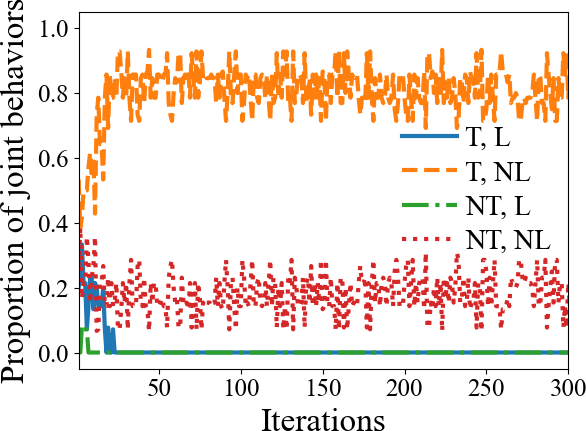 Proportion of joint behaviors
1.0
0.8
0.6
0.4
0.2
0.0
T, L
T, NL
NT, L
NT, NL
50 100 150 200 250 300
Iterations